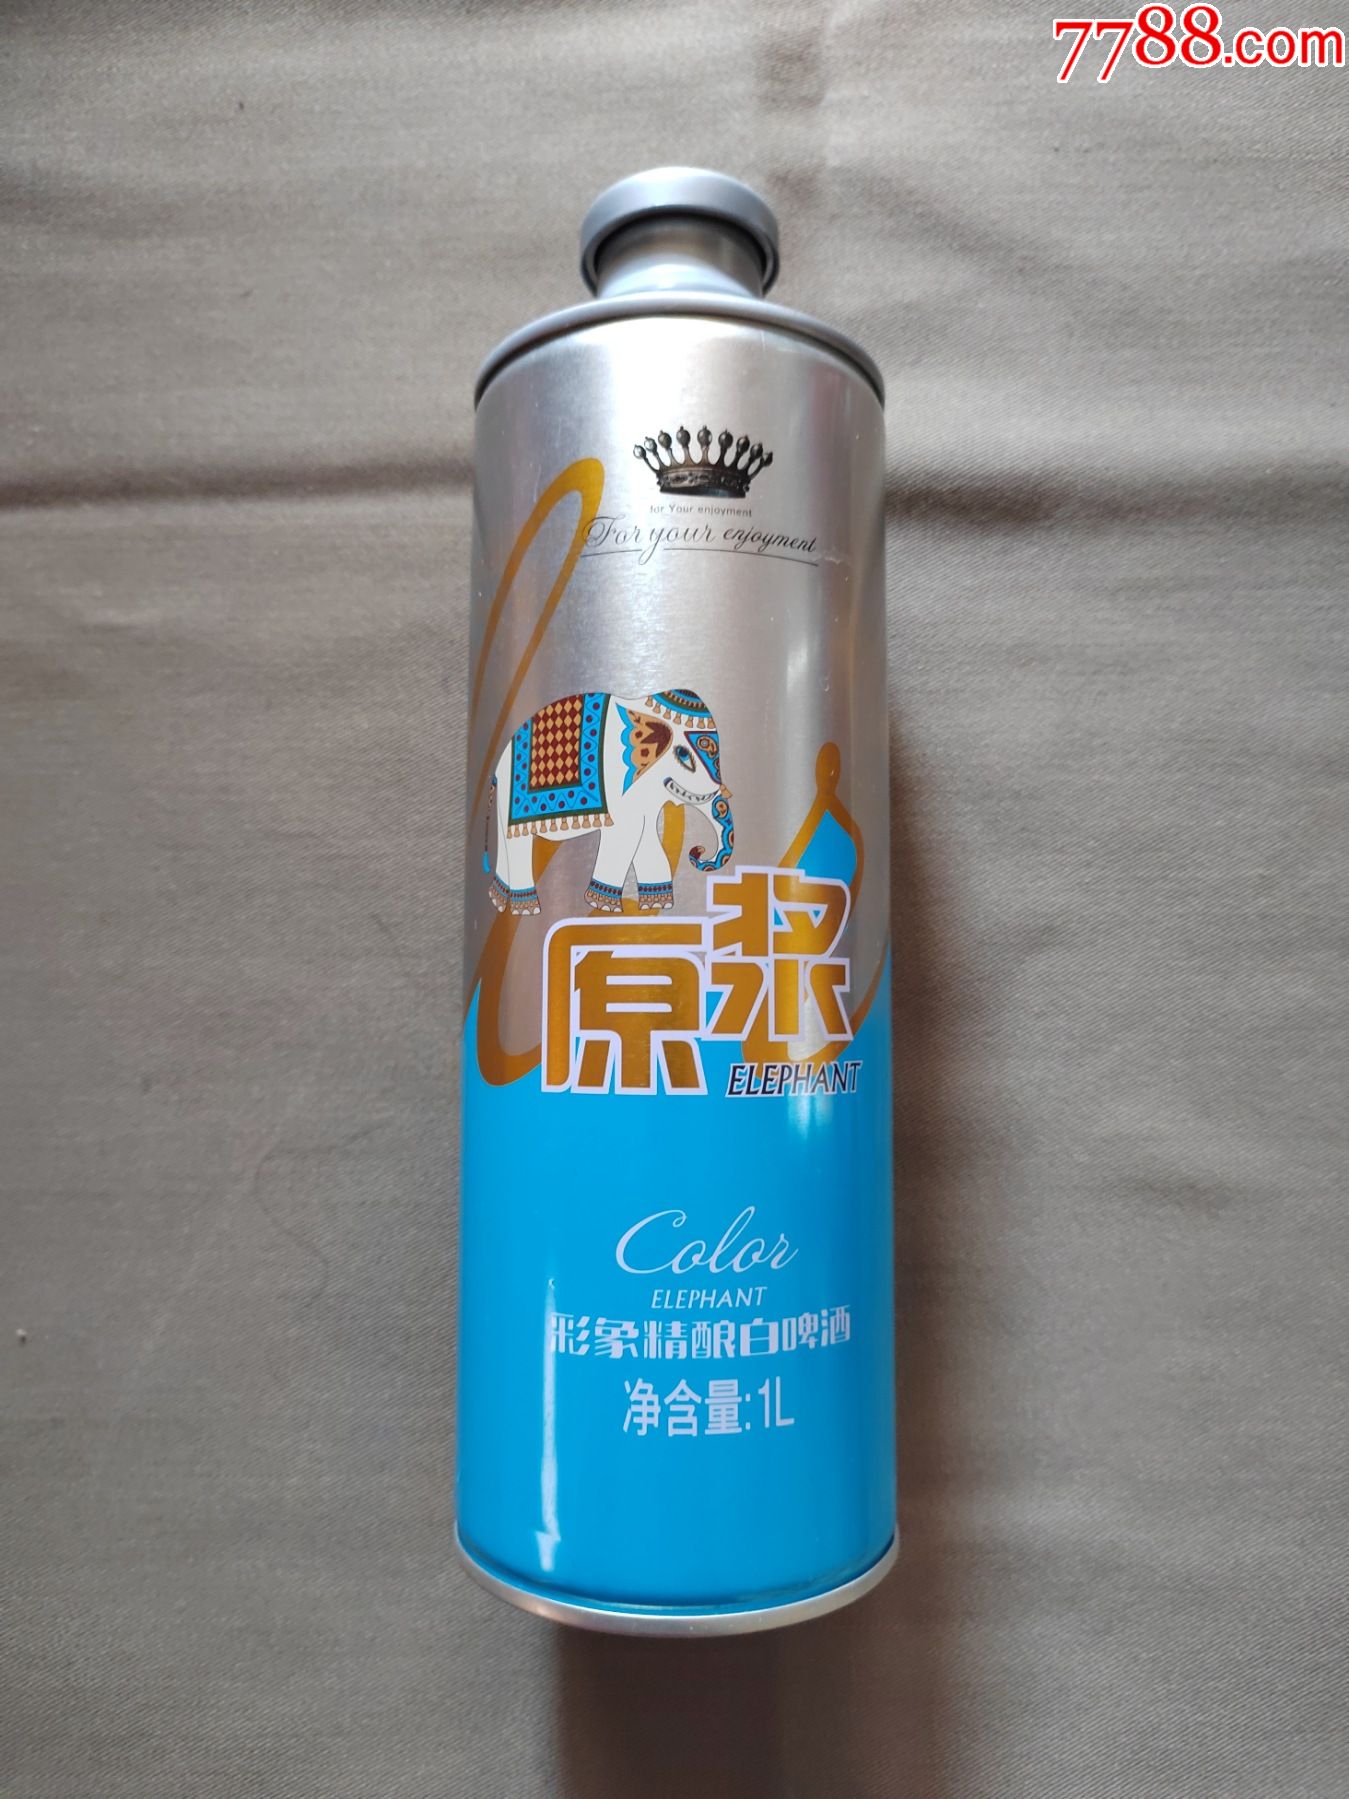 7788.com
for Your enjoyment
For your enjoyment
原浆
ELEPHANT
Color
ELEPHANT
彩象精酿白啤酒
净含量:1L